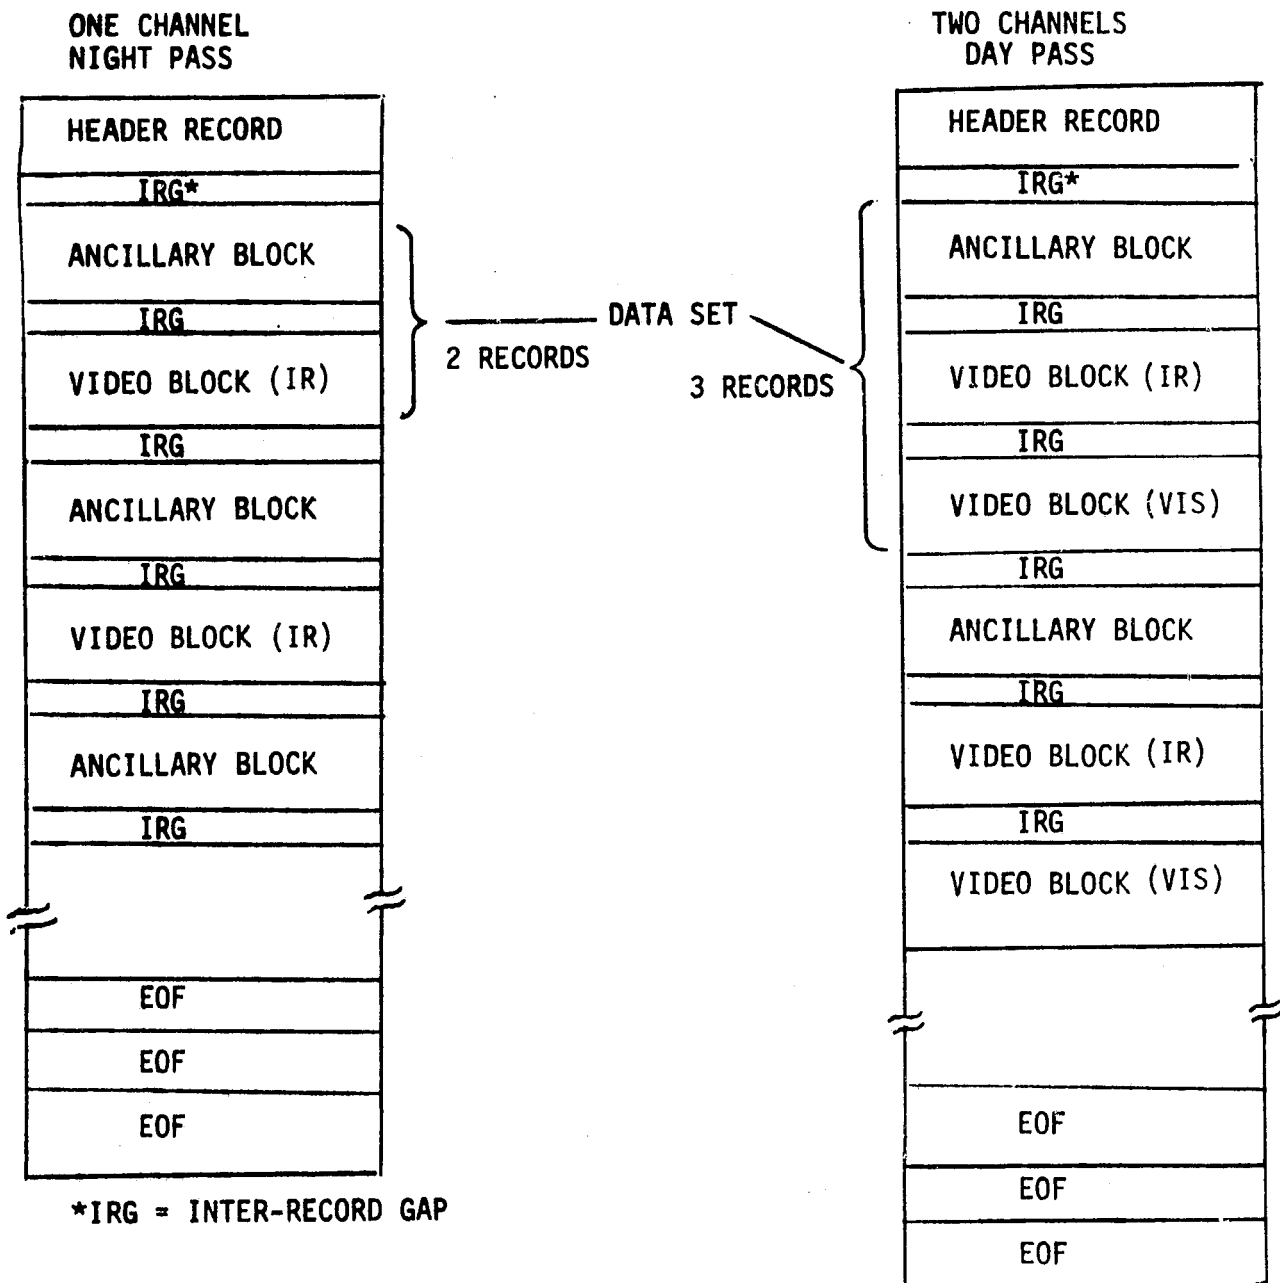 ONE CHANNEL
NIGHT PASS
HEADER RECORD
IRG*
ANCILLARY BLOCK
IRG
VIDEO BLOCK (IR)
IRG
ANCILLARY BLOCK
IRG
VIDEO BLOCK (IR)
IRG
ANCILLARY BLOCK
IRG
EOF
EOF
EOF
*IRG = INTER-RECORD GAP
DATA SET
2 RECORDS
3 RECORDS
TWO CHANNELS
DAY PASS
HEADER RECORD
IRG*
ANCILLARY BLOCK
IRG
VIDEO BLOCK (IR)
IRG
VIDEO BLOCK (VIS)
IRG
ANCILLARY BLOCK
IRG
VIDEO BLOCK (IR)
IRG
VIDEO BLOCK (VIS)
EOF
EOF
EOF